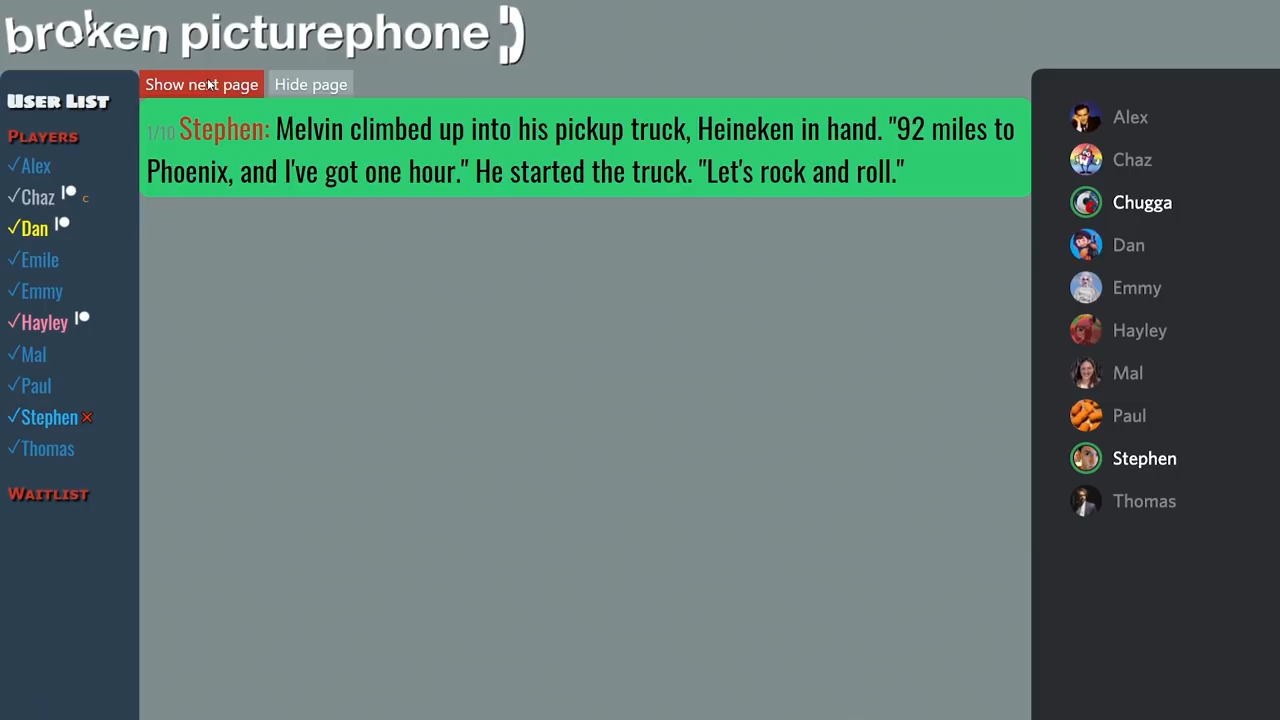 broken picturephone
Show next page
Hide page
User List
Players
✓Alex
✓Chaz c
✓Dan
✓Emile
✓Emmy
✓Hayley
✓Mal
✓Paul
✓Stephen ×
✓Thomas
Waitlist
1/10 Stephen: Melvin climbed up into his pickup truck, Heineken in hand. "92 miles to
Phoenix, and I've got one hour." He started the truck. "Let's rock and roll."
Alex
Chaz
Chugga
Dan
Emmy
Hayley
Mal
Paul
Stephen
Thomas